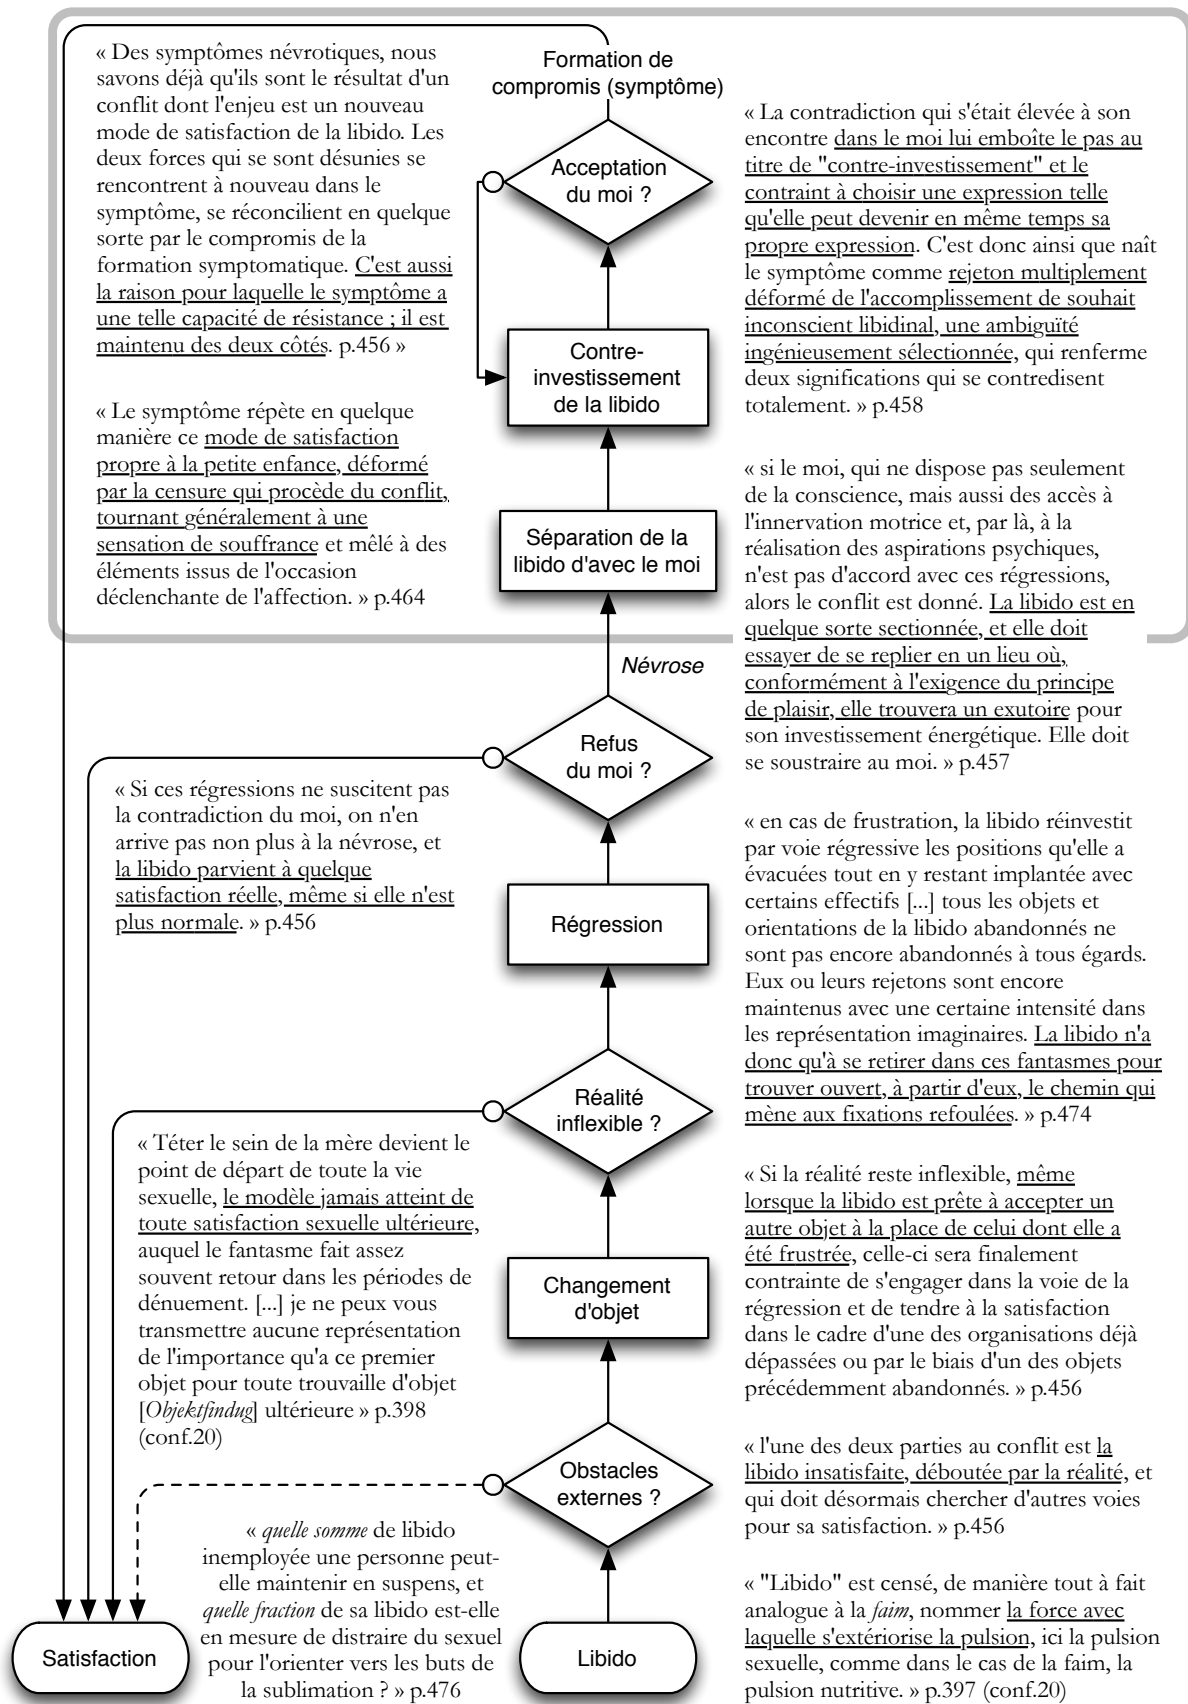 « Des symptômes névrotiques, nous
savons déjà qu'ils sont le résultat d'un
conflit dont l'enjeu est un nouveau
mode de satisfaction de la libido. Les
deux forces qui se sont désunies se
rencontrent à nouveau dans le
symptôme, se réconcilient en quelque
sorte par le compromis de la
formation symptomatique. C'est aussi
la raison pour laquelle le symptôme a
une telle capacité de résistance ; il est
maintenu des deux côtés. p.456 »
« Le symptôme répète en quelque
manière ce mode de satisfaction
propre à la petite enfance, déformé
par la censure qui procède du conflit,
tournant généralement à une
sensation de souffrance et mêlé à des
éléments issus de l'occasion
déclenchante de l'affection. » p.464
Formation de
compromis (symptôme)
Acceptation
du moi ?
Contre-
investissement
de la libido
Séparation de la
libido d'avec le moi
Névrose
Refus
du moi ?
Régression
Réalité
inflexible ?
Changement
d'objet
Obstacles
externes ?
Libido
Satisfaction
« La contradiction qui s'était élevée à son
encontre dans le moi lui emboîte le pas au
titre de "contre-investissement" et le
contraint à choisir une expression telle
qu'elle peut devenir en même temps sa
propre expression. C'est donc ainsi que naît
le symptôme comme rejeton multiplement
déformé de l'accomplissement de souhait
inconscient libidinal, une ambiguïté
ingénieusement sélectionnée, qui renferme
deux significations qui se contredisent
totalement. » p.458
« si le moi, qui ne dispose pas seulement
de la conscience, mais aussi des accès à
l'innervation motrice et, par là, à la
réalisation des aspirations psychiques,
n'est pas d'accord avec ces régressions,
alors le conflit est donné. La libido est en
quelque sorte sectionnée, et elle doit
essayer de se replier en un lieu où,
conformément à l'exigence du principe
de plaisir, elle trouvera un exutoire pour
son investissement énergétique. Elle doit
se soustraire au moi. » p.457
« Si ces régressions ne suscitent pas
la contradiction du moi, on n'en
arrive pas non plus à la névrose, et
la libido parvient à quelque
satisfaction réelle, même si elle n'est
plus normale. » p.456
« en cas de frustration, la libido réinvestit
par voie régressive les positions qu'elle a
évacuées tout en y restant implantée avec
certains effectifs [...] tous les objets et
orientations de la libido abandonnés ne
sont pas encore abandonnés à tous égards.
Eux ou leurs rejetons sont encore
maintenus avec une certaine intensité dans
les représentation imaginaires. La libido n'a
donc qu'à se retirer dans ces fantasmes pour
trouver ouvert, à partir d'eux, le chemin qui
mène aux fixations refoulées. » p.474
« Téter le sein de la mère devient le
point de départ de toute la vie
sexuelle, le modèle jamais atteint de
toute satisfaction sexuelle ultérieure,
auquel le fantasme fait assez
souvent retour dans les périodes de
dénuement. [...] je ne peux vous
transmettre aucune représentation
de l'importance qu'a ce premier
objet pour toute trouvaille d'objet
[Objektfindug] ultérieure » p.398
(conf.20)
« Si la réalité reste inflexible, même
lorsque la libido est prête à accepter un
autre objet à la place de celui dont elle a
été frustrée, celle-ci sera finalement
contrainte de s'engager dans la voie de la
régression et de tendre à la satisfaction
dans le cadre d'une des organisations déjà
dépassées ou par le biais d'un des objets
précédemment abandonnés. » p.456
« l'une des deux parties au conflit est la
libido insatisfaite, déboutée par la réalité, et
qui doit désormais chercher d'autres voies
pour sa satisfaction. » p.456
« quelle somme de libido
inemployée une personne peut-
elle maintenir en suspens, et
quelle fraction de sa libido est-elle
en mesure de distraire du sexuel
pour l'orienter vers les buts de
la sublimation ? » p.476
« "Libido" est censé, de manière tout à fait
analogue à la faim, nommer la force avec
laquelle s'extériorise la pulsion, ici la pulsion
sexuelle, comme dans le cas de la faim, la
pulsion nutritive. » p.397 (conf.20)